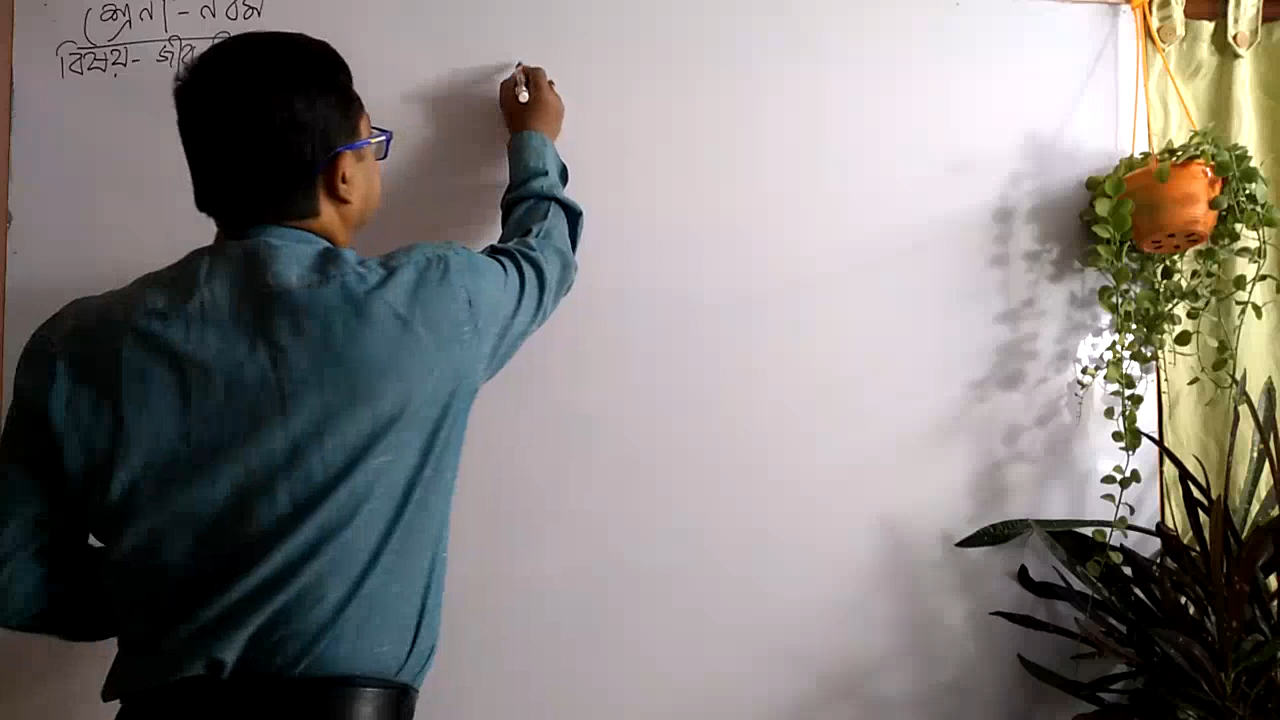 শ্রেনী - নবম
বিষয় - জীব